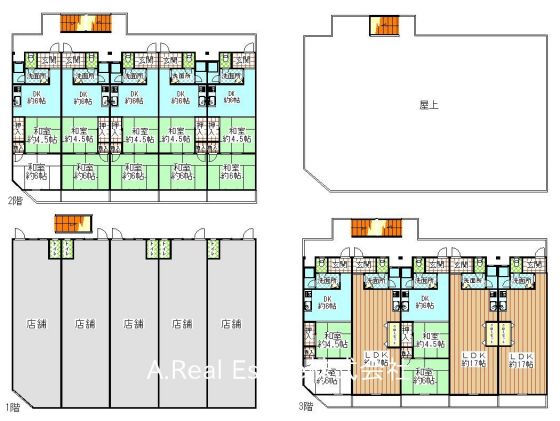 玄関 玄関 玄関 玄関 玄関
洗面所 洗面所 洗面所 洗面所 洗面所
DK DK DK DK DK
約6帖 約6帖 約6帖 約6帖 約6帖
押入 和室 押入 和室 和室 押入 和室 押入 和室
約4.5帖 約4.5帖 約4.5帖 約4.5帖 約4.5帖
和室 和室 和室 和室 和室
約6帖 約6帖 約6帖 約6帖 約6帖
2階
屋上
店舗 店舗 店舗 店舗 店舗
1階
玄関 玄関 玄関 玄関 玄関
洗面所 洗面所 洗面所 洗面所 洗面所
DK DK
約6帖 約6帖
押入 和室 押入 和室
約4.5帖 約4.5帖
LDK LDK LDK
約17帖 約17帖 約17帖
和室 和室
約6帖 約6帖
3階